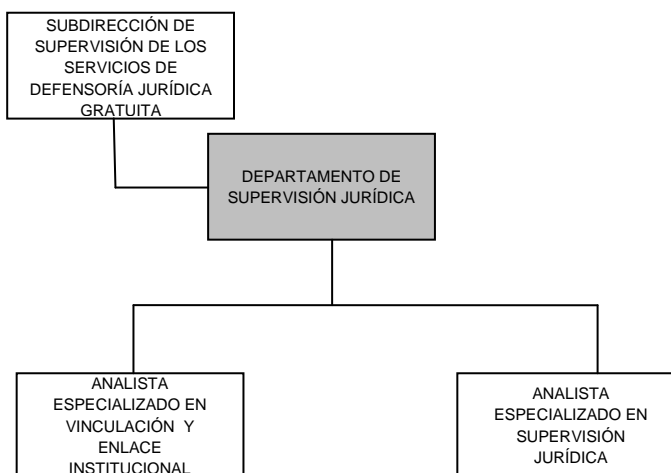 SUBDIRECCIÓN DE
SUPERVISIÓN DE LOS
SERVICIOS DE
DEFENSORÍA JURÍDICA
GRATUITA
DEPARTAMENTO DE
SUPERVISIÓN JURÍDICA
ANALISTA
ESPECIALIZADO EN
VINCULACIÓN Y
ENLACE
INSTITUCIONAL
ANALISTA
ESPECIALIZADO EN
SUPERVISIÓN
JURÍDICA